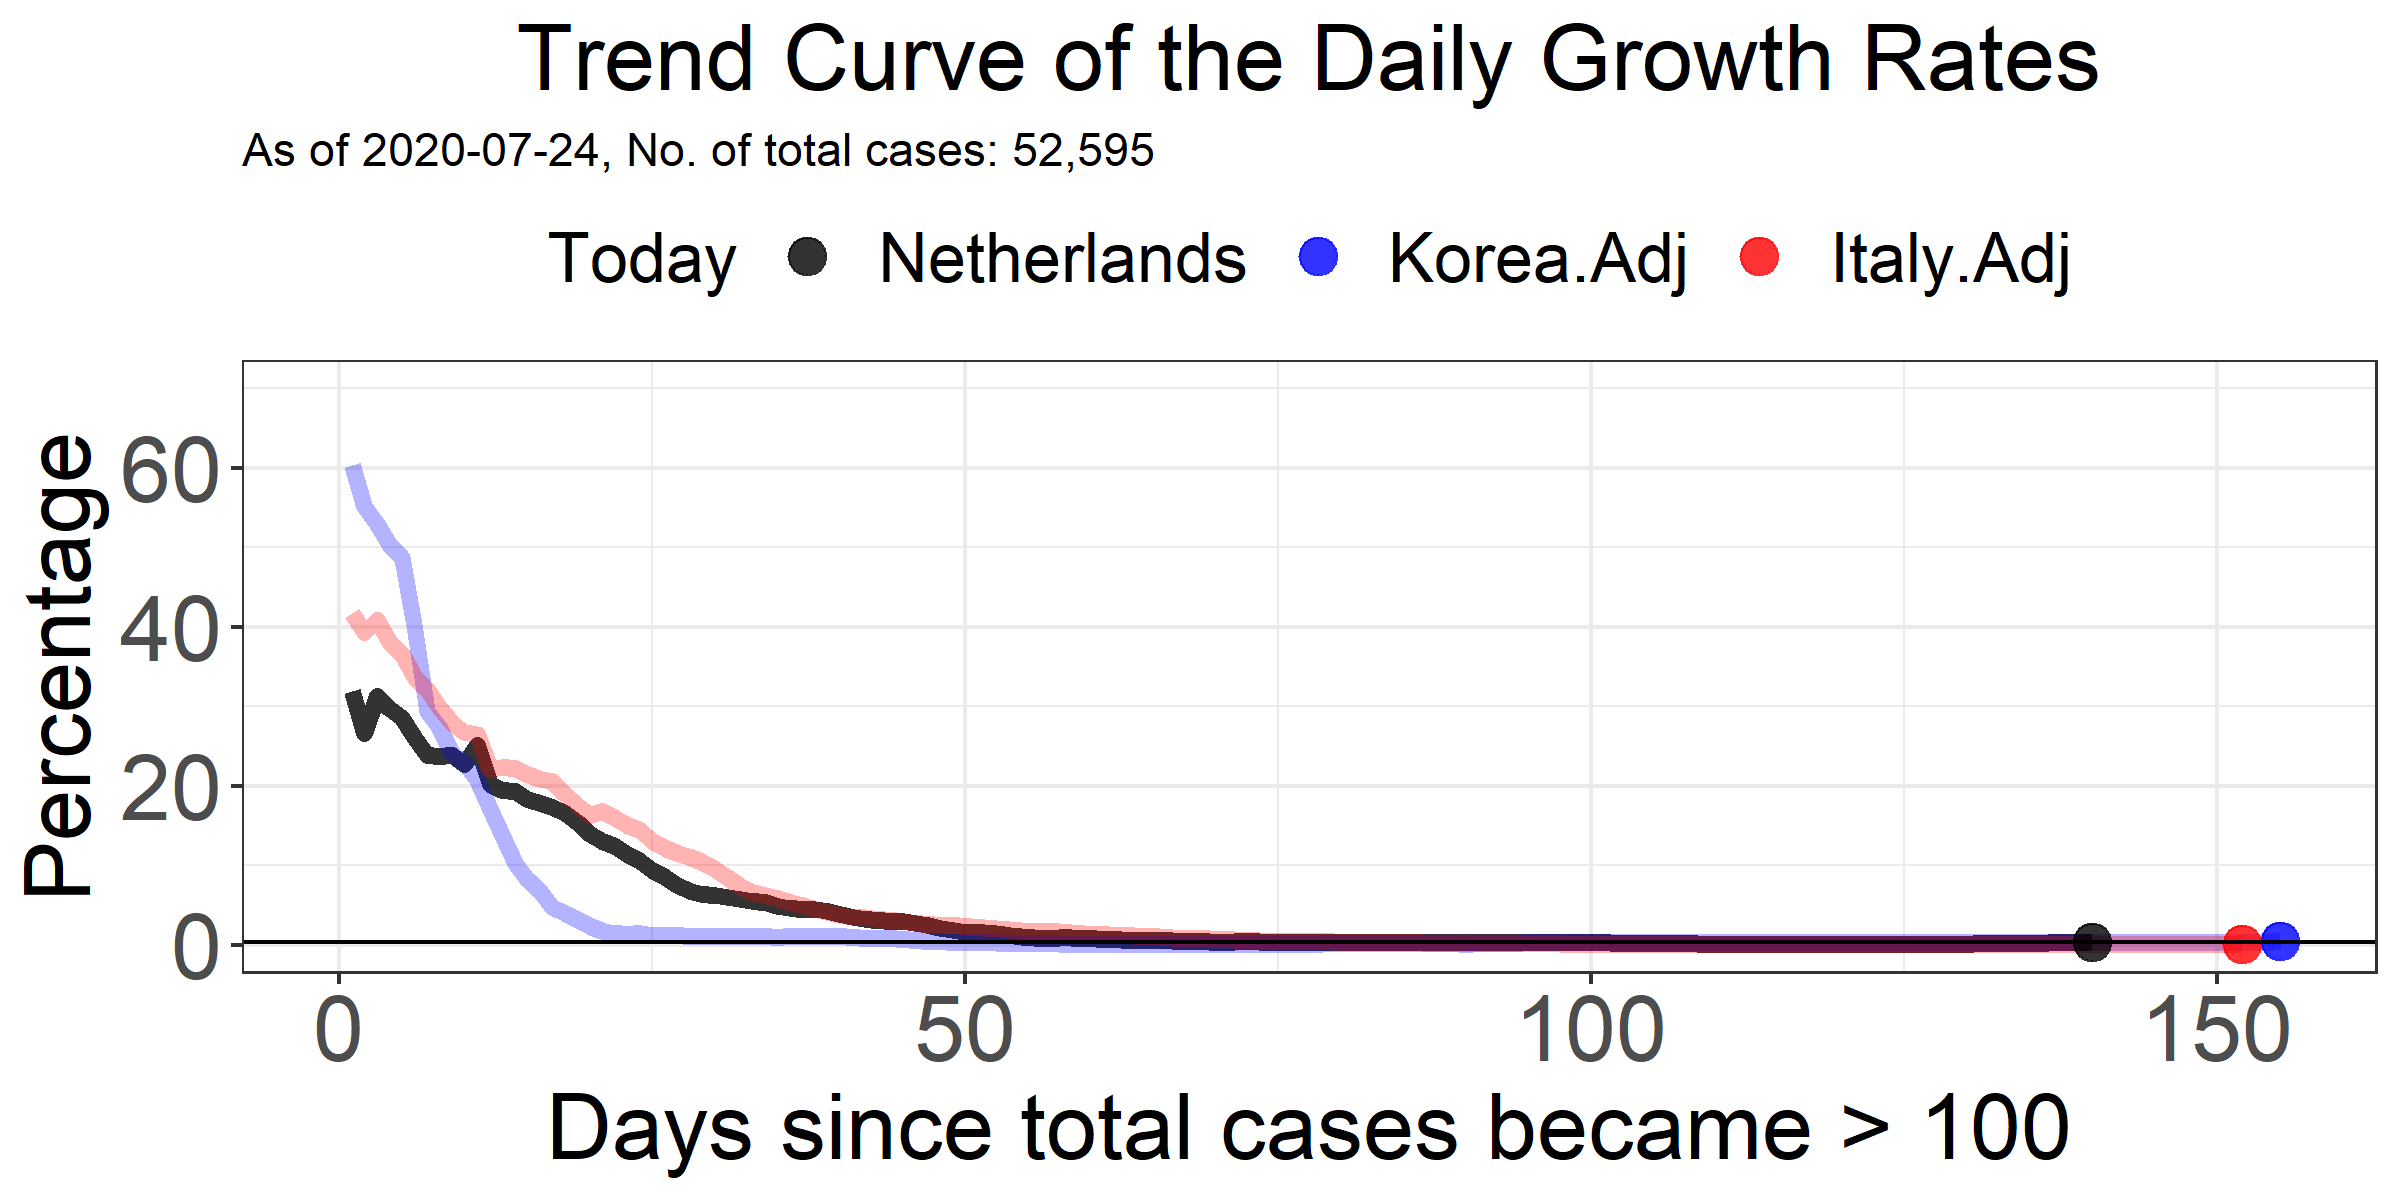 Trend Curve of the Daily Growth Rates
As of 2020-07-24, No. of total cases: 52,595
Today Netherlands Korea.Adj Italy.Adj
Percentage
60
40
20
0
0 50 100 150
Days since total cases became > 100